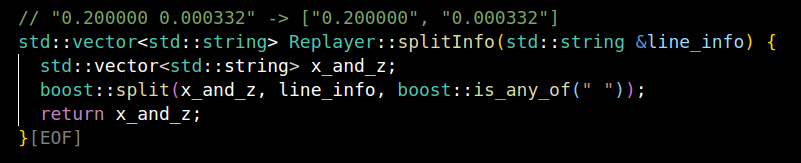 // "0.200000 0.000332" -> ["0.200000", "0.000332"]
std::vector<std::string> Replayer::splitInfo(std::string &line_info) {
  std::vector<std::string> x_and_z;
  boost::split(x_and_z, line_info, boost::is_any_of(" "));
  return x_and_z;
}[EOF]